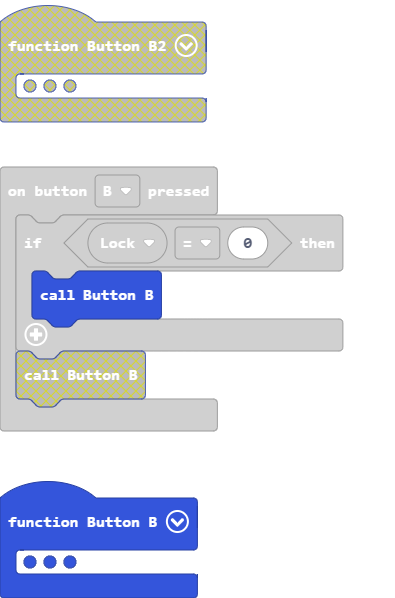 function Button B2
on button B pressed
if Lock = 0 then
call Button B
call Button B
function Button B